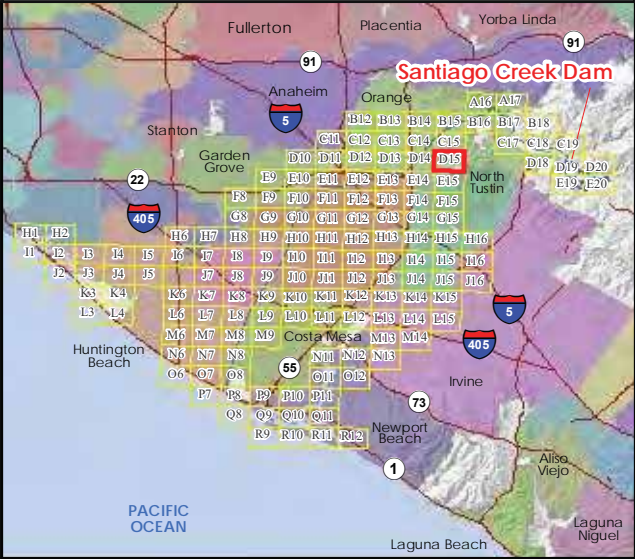 Fullerton
Placentia
Yorba Linda
91
91
Santiago Creek Dam
Anaheim
Orange
5
A16 A17
B12 B13 B14 B15 B16 B17 B18
Stanton
C11 C12 C13 C14 C15 C17 C18 C19
Garden
Grove
D10 D11 D12 D13 D14 D15 D18 D19 D20
North
Tustin
22
E9 E10 E11 E12 E13 E14 E15 E19 E20
405
F8 F9 F10 F11 F12 F13 F14 F15
G8 G9 G10 G11 G12 G13 G14 G15
H1 H2 H6 H7 H8 H9 H10 H11 H12 H13 H14 H15 H16
I1 I2 I3 I4 I5 I6 I7 I8 I9 I10 I11 I12 I13 I14 I15 I16
J2 J3 J4 J5 J7 J8 J9 J10 J11 J12 J13 J14 J15 J16
K3 K4 K6 K7 K8 K9 K10 K11 K12 K13 K14 K15
5
L3 L4 L6 L7 L8 L9 L10 L11 L12 L13 L14 L15
M6 M7 M8 M9 Costa Mesa M13 M14
405
Huntington
Beach
N6 N7 N8 N11 N12 N13
55
O6 O7 O8 O11 O12
Irvine
P7 P8 P9 P10 P11
73
Q8 Q9 Q10 Q11
Newport
Beach
R9 R10 R11 R12
1
Aliso
Viejo
PACIFIC
OCEAN
Laguna
Niguel
Laguna Beach